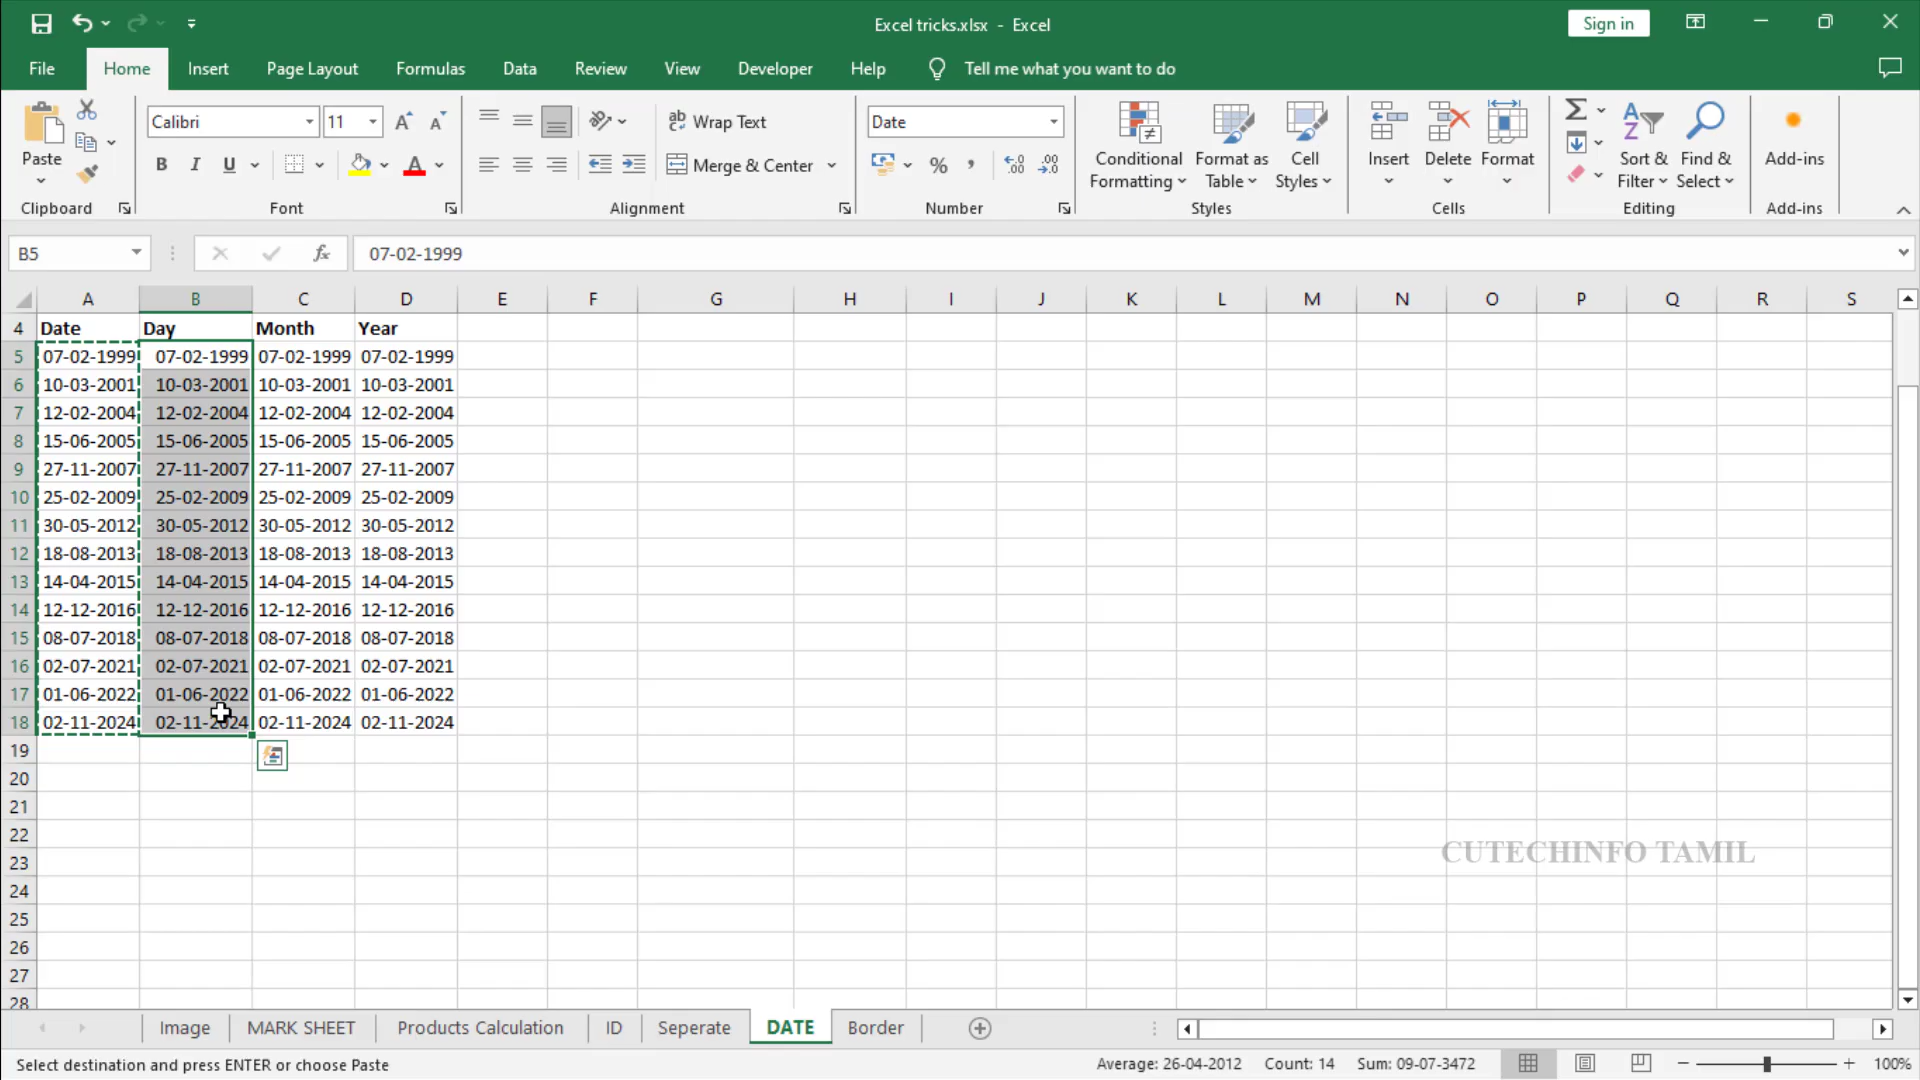 Excel tricks.xlsx - Excel
Sign in
File Home Insert Page Layout Formulas Data Review View Developer Help Tell me what you want to do
Calibri 11 Wrap Text Date
Paste B I U A Merge & Center % , Conditional Formatting Format as Table Cell Styles Insert Delete Format Sort & Filter Find & Select Add-ins
Clipboard Font Alignment Number Styles Cells Editing Add-ins
B5 fx 07-02-1999
A B C D E F G H I J K L M N O P Q R S
4 Date Day Month Year
5 07-02-1999 07-02-1999 07-02-1999 07-02-1999
6 10-03-2001 10-03-2001 10-03-2001 10-03-2001
7 12-02-2004 12-02-2004 12-02-2004 12-02-2004
8 15-06-2005 15-06-2005 15-06-2005 15-06-2005
9 27-11-2007 27-11-2007 27-11-2007 27-11-2007
10 25-02-2009 25-02-2009 25-02-2009 25-02-2009
11 30-05-2012 30-05-2012 30-05-2012 30-05-2012
12 18-08-2013 18-08-2013 18-08-2013 18-08-2013
13 14-04-2015 14-04-2015 14-04-2015 14-04-2015
14 12-12-2016 12-12-2016 12-12-2016 12-12-2016
15 08-07-2018 08-07-2018 08-07-2018 08-07-2018
16 02-07-2021 02-07-2021 02-07-2021 02-07-2021
17 01-06-2022 01-06-2022 01-06-2022 01-06-2022
18 02-11-2024 02-11-2024 02-11-2024 02-11-2024
19
20
21
22
CUTECHINFO TAMIL
23
24
25
26
27
28
Image MARK SHEET Products Calculation ID Seperate DATE Border
Select destination and press ENTER or choose Paste Average: 26-04-2012 Count: 14 Sum: 09-07-3472 100%